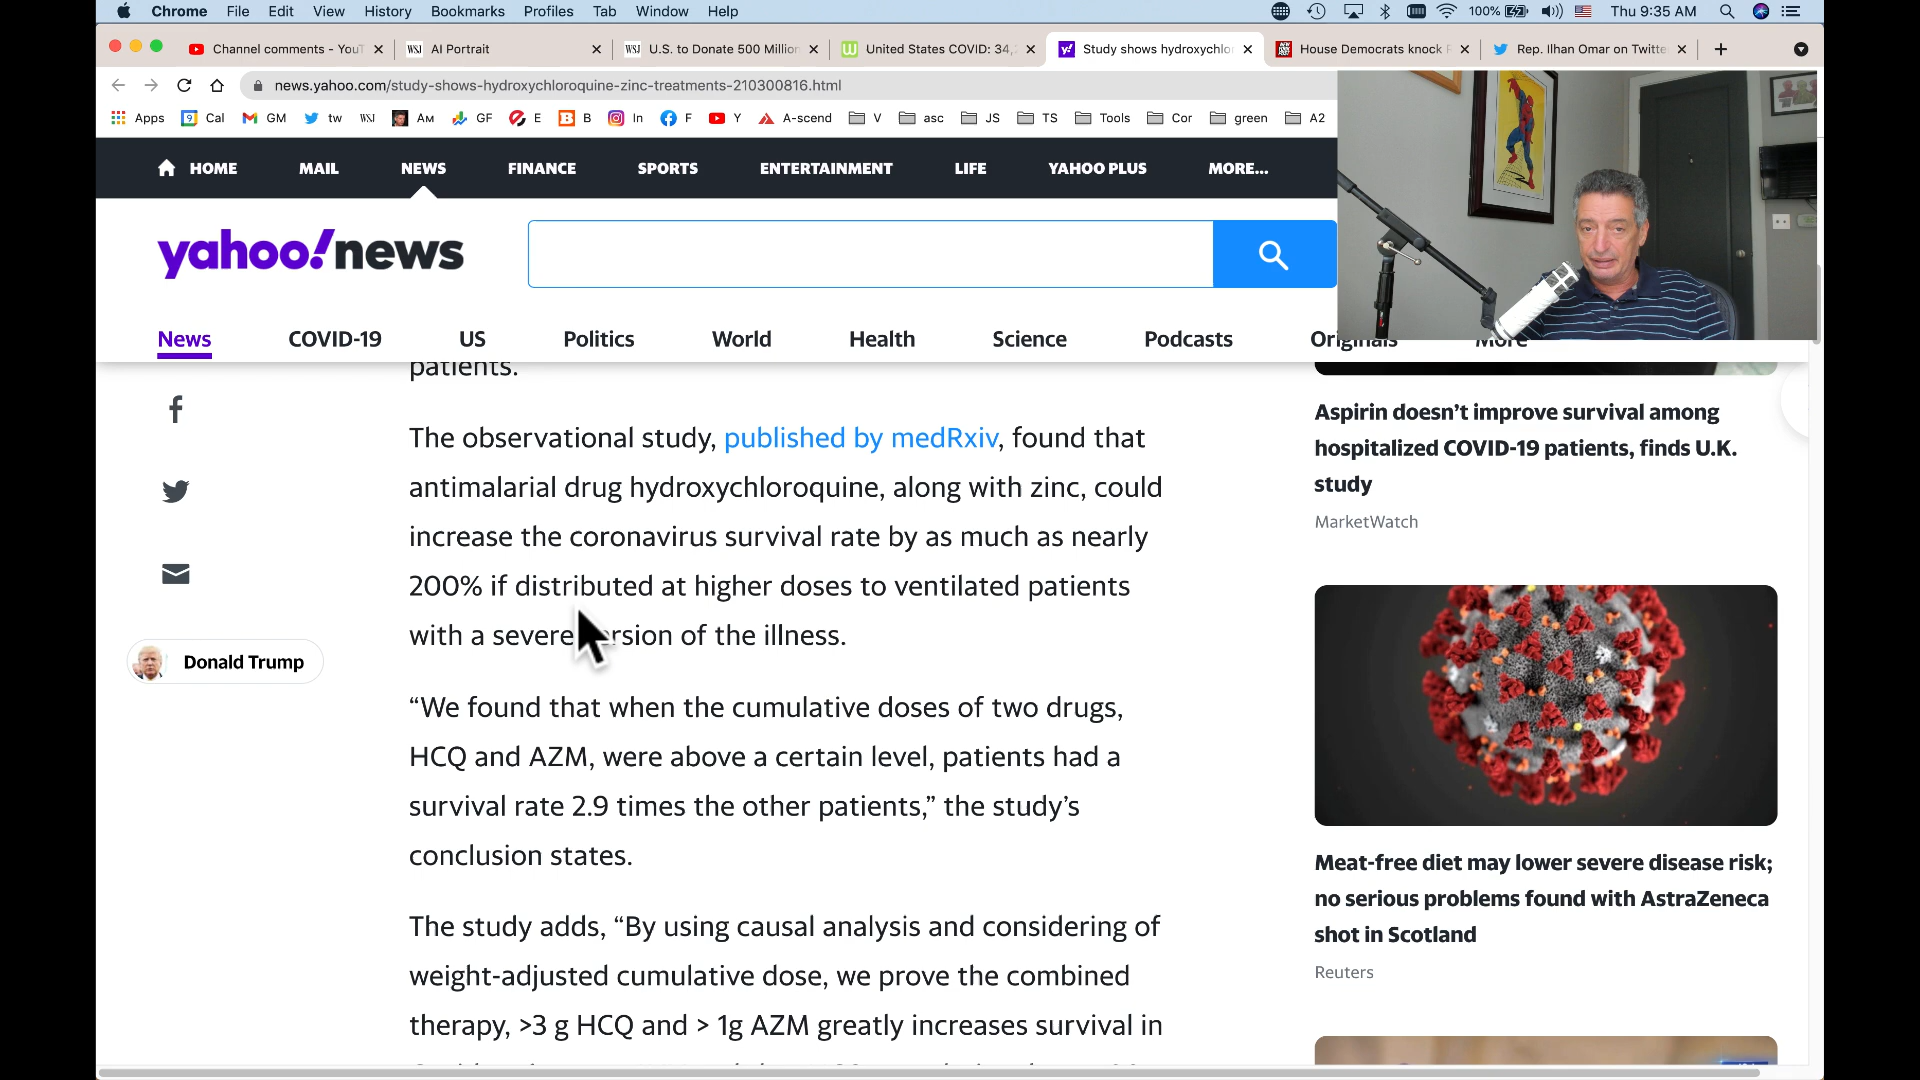 Chrome File Edit View History Bookmarks Profiles Tab Window Help 100% Thu 9:35 AM
Channel comments - YouT WSJ AI Portrait WSJ U.S. to Donate 500 Million United States COVID: 34, Study shows hydroxychlor House Democrats knock Rep. Ilhan Omar on Twitte
news.yahoo.com/study-shows-hydroxychloroquine-zinc-treatments-210300816.html
Apps Cal GM tw WSJ AM GF E B In F Y A-scend V asc JS TS Tools Cor green A2
HOME MAIL NEWS FINANCE SPORTS ENTERTAINMENT LIFE YAHOO PLUS MORE...
yahoo!news
News COVID-19 US Politics World Health Science Podcasts Originals More
patients.
The observational study, published by medRxiv, found that
antimalarial drug hydroxychloroquine, along with zinc, could
increase the coronavirus survival rate by as much as nearly
200% if distributed at higher doses to ventilated patients
with a severe version of the illness.
Donald Trump
“We found that when the cumulative doses of two drugs,
HCQ and AZM, were above a certain level, patients had a
survival rate 2.9 times the other patients,” the study’s
conclusion states.
The study adds, “By using causal analysis and considering of
weight-adjusted cumulative dose, we prove the combined
therapy, >3 g HCQ and > 1g AZM greatly increases survival in
Aspirin doesn’t improve survival among
hospitalized COVID-19 patients, finds U.K.
study
MarketWatch
Meat-free diet may lower severe disease risk;
no serious problems found with AstraZeneca
shot in Scotland
Reuters